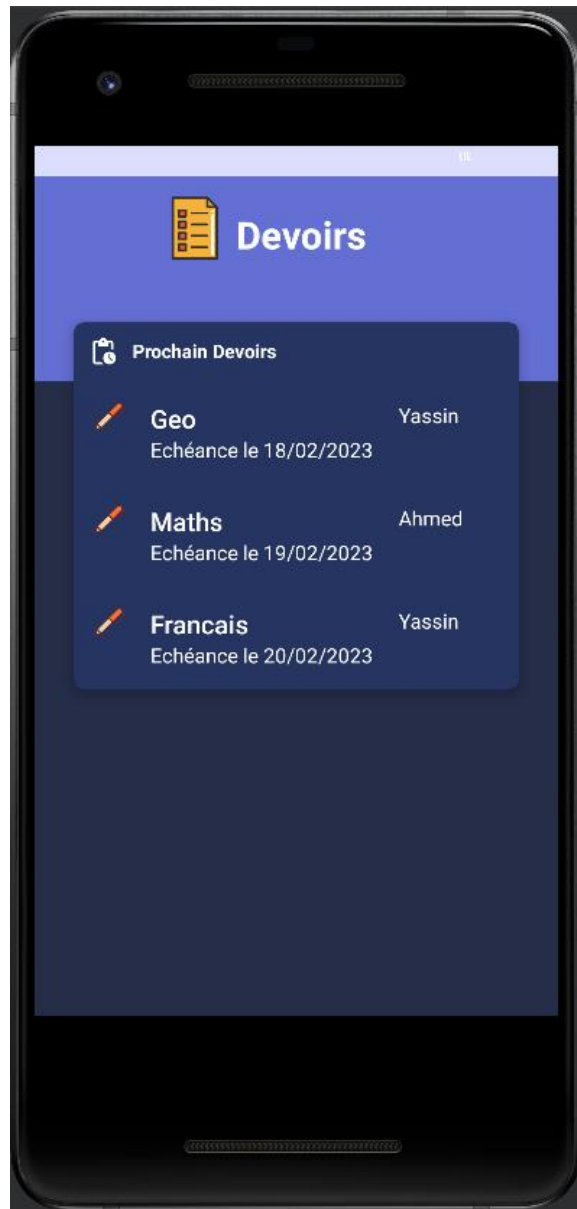 Devoirs
Prochain Devoirs
Geo
Yassin
Echéance le 18/02/2023
Maths
Ahmed
Echéance le 19/02/2023
Francais
Yassin
Echéance le 20/02/2023